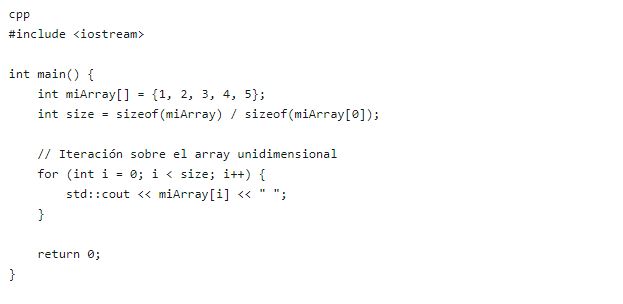 cpp
#include <iostream>

int main() {
    int miArray[] = {1, 2, 3, 4, 5};
    int size = sizeof(miArray) / sizeof(miArray[0]);

    // Iteración sobre el array unidimensional
    for (int i = 0; i < size; i++) {
        std::cout << miArray[i] << " ";
    }

    return 0;
}